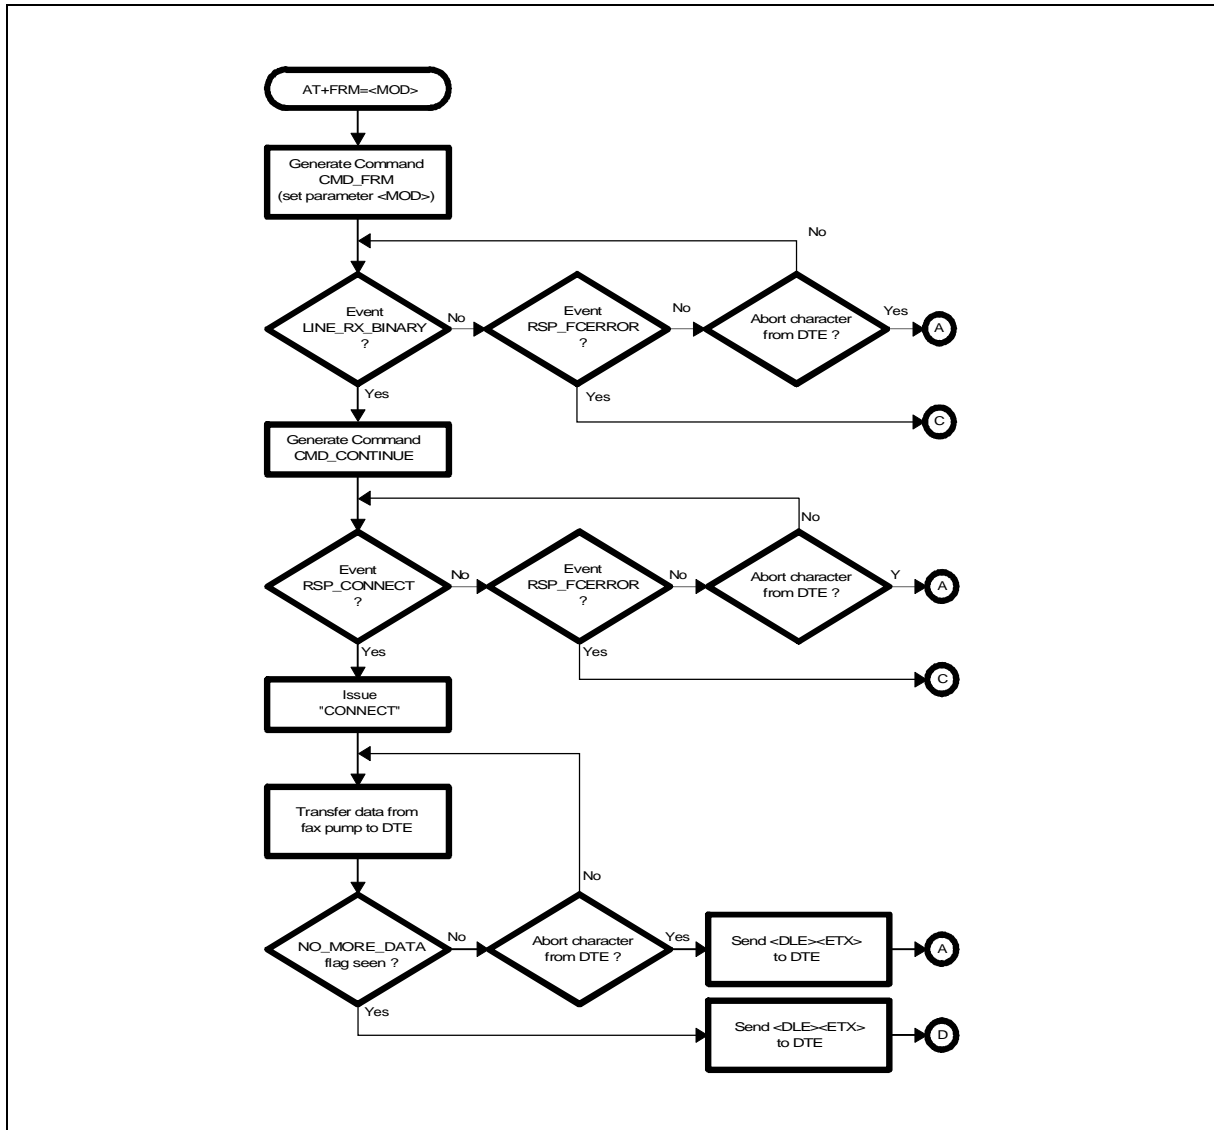 AT+FRM=<MOD>
Generate Command
CMD_FRM
(set parameter <MOD>)
No
Event
LINE_RX_BINARY
?
No
Event
RSP_FCERROR
?
No
Abort character
from DTE ?
Yes
A
Yes
Yes
C
Generate Command
CMD_CONTINUE
No
Event
RSP_CONNECT
?
No
Event
RSP_FCERROR
?
No
Abort character
from DTE ?
Y
A
Yes
Yes
C
Issue
"CONNECT"
Transfer data from
fax pump to DTE
No
NO_MORE_DATA
flag seen ?
No
Abort character
from DTE ?
Yes
Send <DLE><ETX>
to DTE
A
Yes
Send <DLE><ETX>
to DTE
D